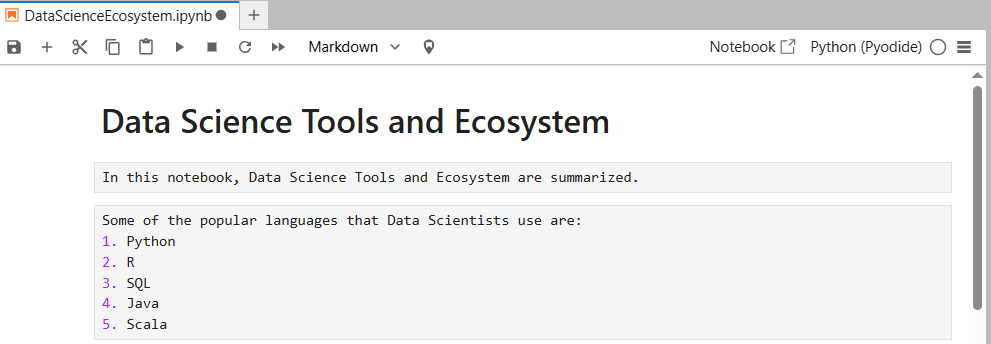 DataScienceEcosystem.ipynb
Markdown
Notebook
Python (Pyodide)
Data Science Tools and Ecosystem
In this notebook, Data Science Tools and Ecosystem are summarized.
Some of the popular languages that Data Scientists use are:
1. Python
2. R
3. SQL
4. Java
5. Scala